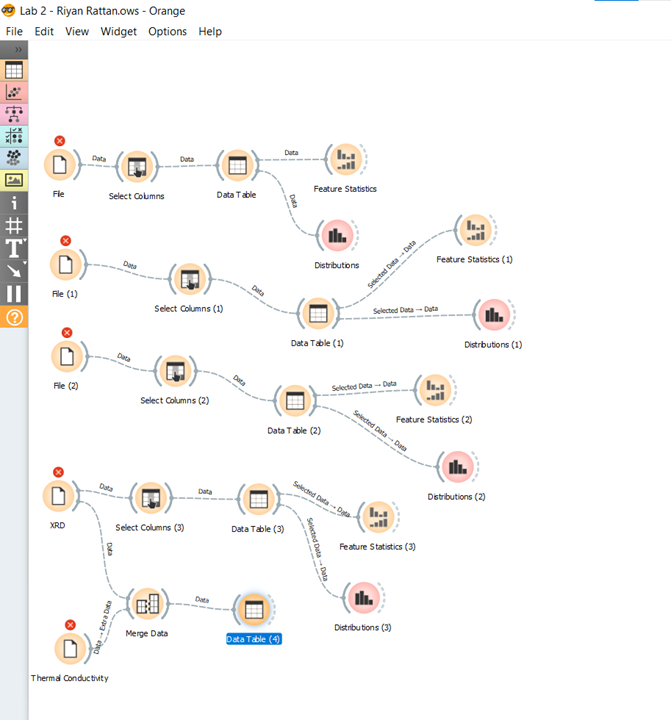 Lab 2 - Riyan Rattan.ows - Orange
File Edit View Widget Options Help
Data
Data
Data
File
Select Columns
Data Table
Feature Statistics
Data
Distributions
Selected Data → Data
Feature Statistics (1)
Data
File (1)
Data
Select Columns (1)
Selected Data → Data
Data Table (1)
Distributions (1)
Data
File (2)
Data
Select Columns (2)
Selected Data → Data
Feature Statistics (2)
Data Table (2)
Selected Data → Data
Distributions (2)
Data
Data
Selected Data → Data
XRD
Select Columns (3)
Data Table (3)
Feature Statistics (3)
Data
Selected Data → Data
Data
Data → Extra Data
Merge Data
Data Table (4)
Distributions (3)
Thermal Conductivity